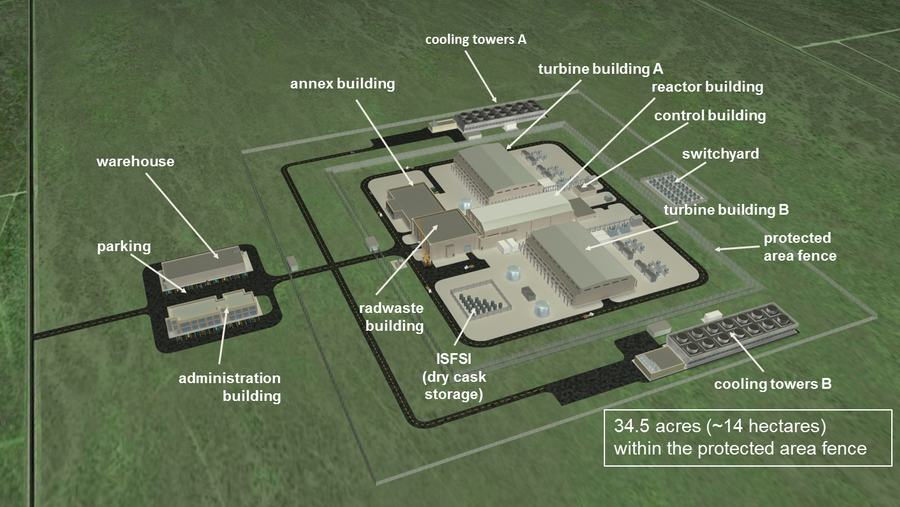 cooling towers A
turbine building A
annex building
reactor building
control building
warehouse
switchyard
turbine building B
parking
protected
area fence
radwaste
building
ISFSI
(dry cask
storage)
administration
building
cooling towers B
34.5 acres (~14 hectares)
within the protected area fence